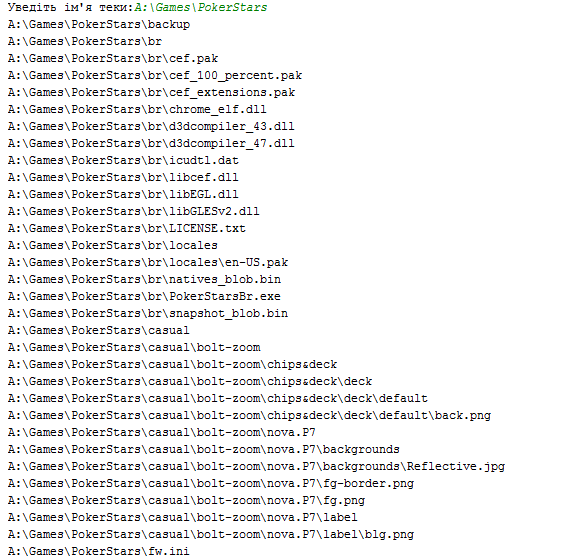 Уведіть ім'я теки:A:\Games\PokerStars
A:\Games\PokerStars\backup
A:\Games\PokerStars\br
A:\Games\PokerStars\br\cef.pak
A:\Games\PokerStars\br\cef_100_percent.pak
A:\Games\PokerStars\br\cef_extensions.pak
A:\Games\PokerStars\br\chrome_elf.dll
A:\Games\PokerStars\br\d3dcompiler_43.dll
A:\Games\PokerStars\br\d3dcompiler_47.dll
A:\Games\PokerStars\br\icudtl.dat
A:\Games\PokerStars\br\libcef.dll
A:\Games\PokerStars\br\libEGL.dll
A:\Games\PokerStars\br\libGLESv2.dll
A:\Games\PokerStars\br\LICENSE.txt
A:\Games\PokerStars\br\locales
A:\Games\PokerStars\br\locales\en-US.pak
A:\Games\PokerStars\br\natives_blob.bin
A:\Games\PokerStars\br\PokerStarsBr.exe
A:\Games\PokerStars\br\snapshot_blob.bin
A:\Games\PokerStars\casual
A:\Games\PokerStars\casual\bolt-zoom
A:\Games\PokerStars\casual\bolt-zoom\chips&deck
A:\Games\PokerStars\casual\bolt-zoom\chips&deck\deck
A:\Games\PokerStars\casual\bolt-zoom\chips&deck\deck\default
A:\Games\PokerStars\casual\bolt-zoom\chips&deck\deck\default\back.png
A:\Games\PokerStars\casual\bolt-zoom\nova.P7
A:\Games\PokerStars\casual\bolt-zoom\nova.P7\backgrounds
A:\Games\PokerStars\casual\bolt-zoom\nova.P7\backgrounds\Reflective.jpg
A:\Games\PokerStars\casual\bolt-zoom\nova.P7\fg-border.png
A:\Games\PokerStars\casual\bolt-zoom\nova.P7\fg.png
A:\Games\PokerStars\casual\bolt-zoom\nova.P7\label
A:\Games\PokerStars\casual\bolt-zoom\nova.P7\label\blg.png
A:\Games\PokerStars\fw.ini